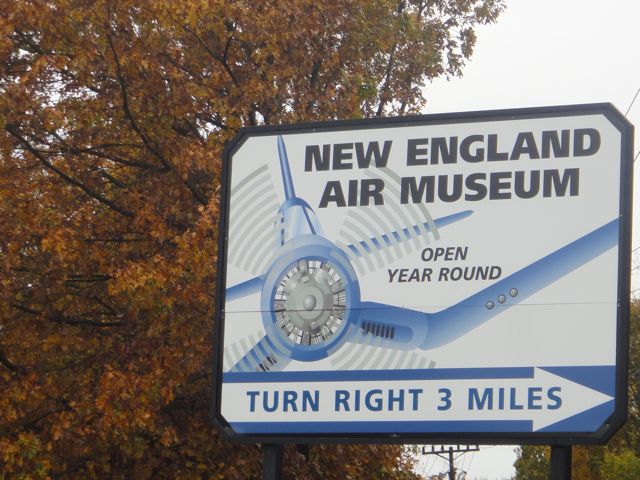 NEW ENGLAND
AIR MUSEUM
OPEN
YEAR ROUND
TURN RIGHT 3 MILES